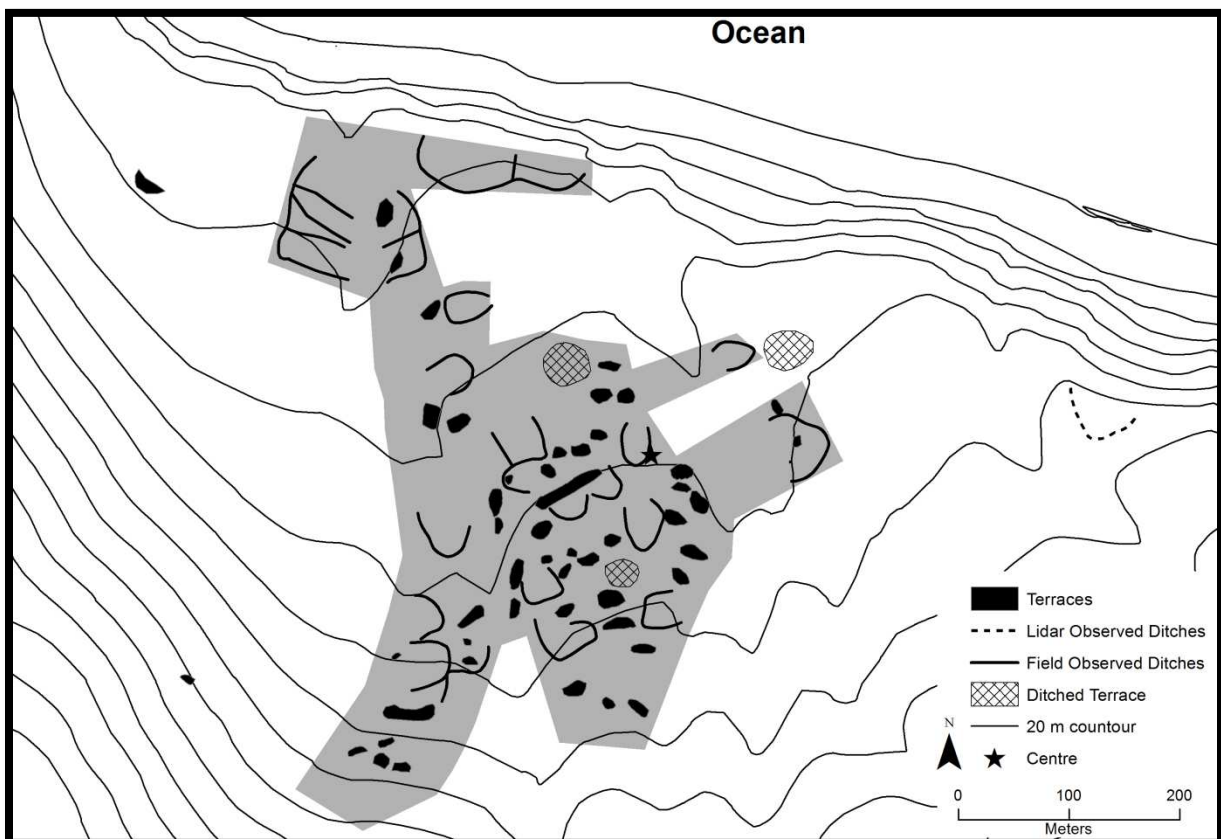 Ocean
Terraces
Lidar Observed Ditches
Field Observed Ditches
Ditched Terrace
20 m countour
N
Centre
0 100 200
Meters